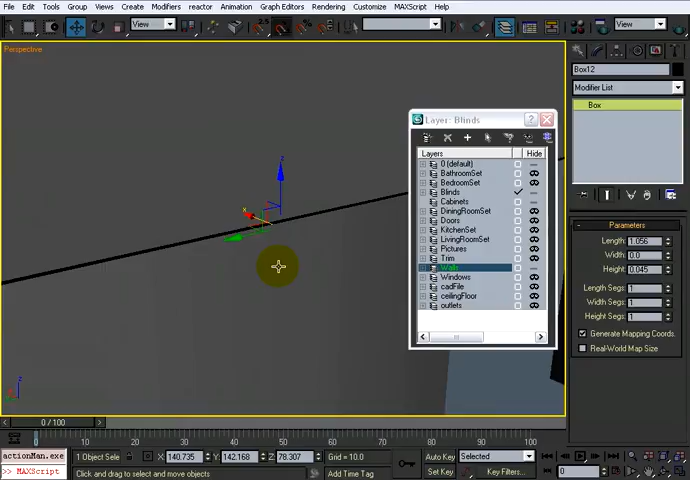 File Edit Tools Group Views Create Modifiers reactor Animation Graph Editors Rendering Customize MAXScript Help
View
2.5
View
Perspective
Box12
Modifier List
Box
Layer: Blinds
Layers Hide
0 (default)
BathroomSet
BedroomSet
Blinds
Cabinets
DiningRoomSet
Doors
KitchenSet
LivingRoomSet
Pictures
Trim
Walls
Windows
cadFile
ceilingFloor
outlets
Parameters
Length: 1.056
Width: 0.0
Height: 0.045
Length Segs: 1
Width Segs: 1
Height Segs: 1
Generate Mapping Coords.
Real-World Map Size
x
z
z
0 / 100
0 10 20 30 40 50 60 70 80 90 100
actionMan.exe
1 Object Selec X: 140.735 Y: 142.168 Z: 78.307 Grid = 10.0 Auto Key Selected
>> MAXScript Click and drag to select and move objects Add Time Tag Set Key Key Filters... 0